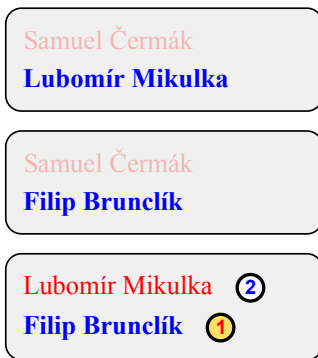 Samuel Čermák
Lubomír Mikulka
Samuel Čermák
Filip Brunclík
Lubomír Mikulka 2
Filip Brunclík 1